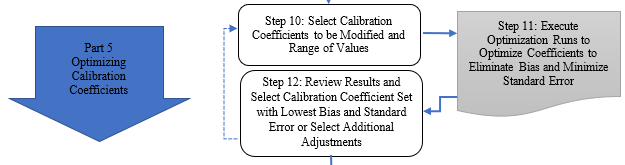 Part 5
Optimizing
Calibration
Coefficients
Step 10: Select Calibration
Coefficients to be Modified and
Range of Values
Step 11: Execute
Optimization Runs to
Optimize Coefficients to
Eliminate Bias and Minimize
Standard Error
Step 12: Review Results and
Select Calibration Coefficient Set
with Lowest Bias and Standard
Error or Select Additional
Adjustments